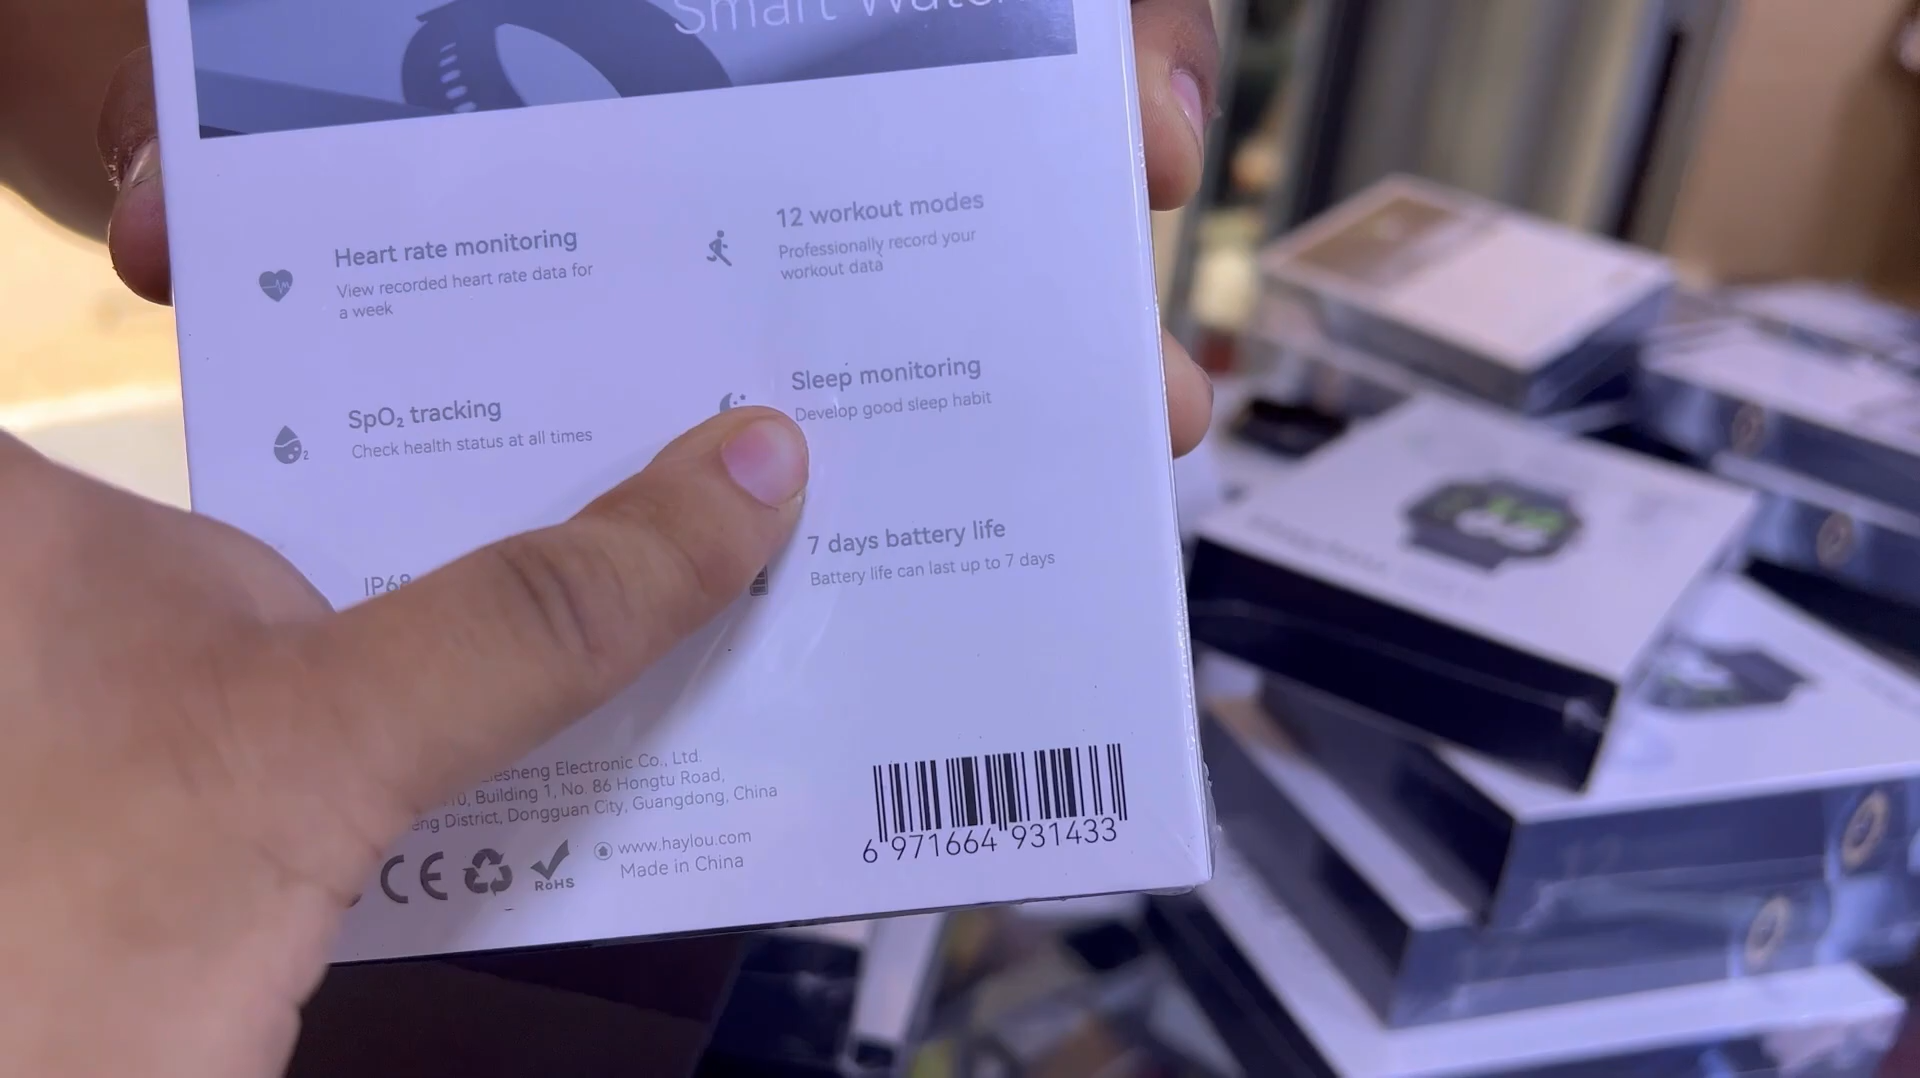 Smart Watch
Heart rate monitoring
View recorded heart rate data for
a week
12 workout modes
Professionally record your
workout data
SpO₂ tracking
Check health status at all times
2
Sleep monitoring
Develop good sleep habit
IP68
7 days battery life
Battery life can last up to 7 days
Electronic Co., Ltd.
Building 1, No. 86 Hongtu Road,
District, Dongguan City, Guangdong, China
www.haylou.com
Made in China
CE
RoHS
6 971664 931433